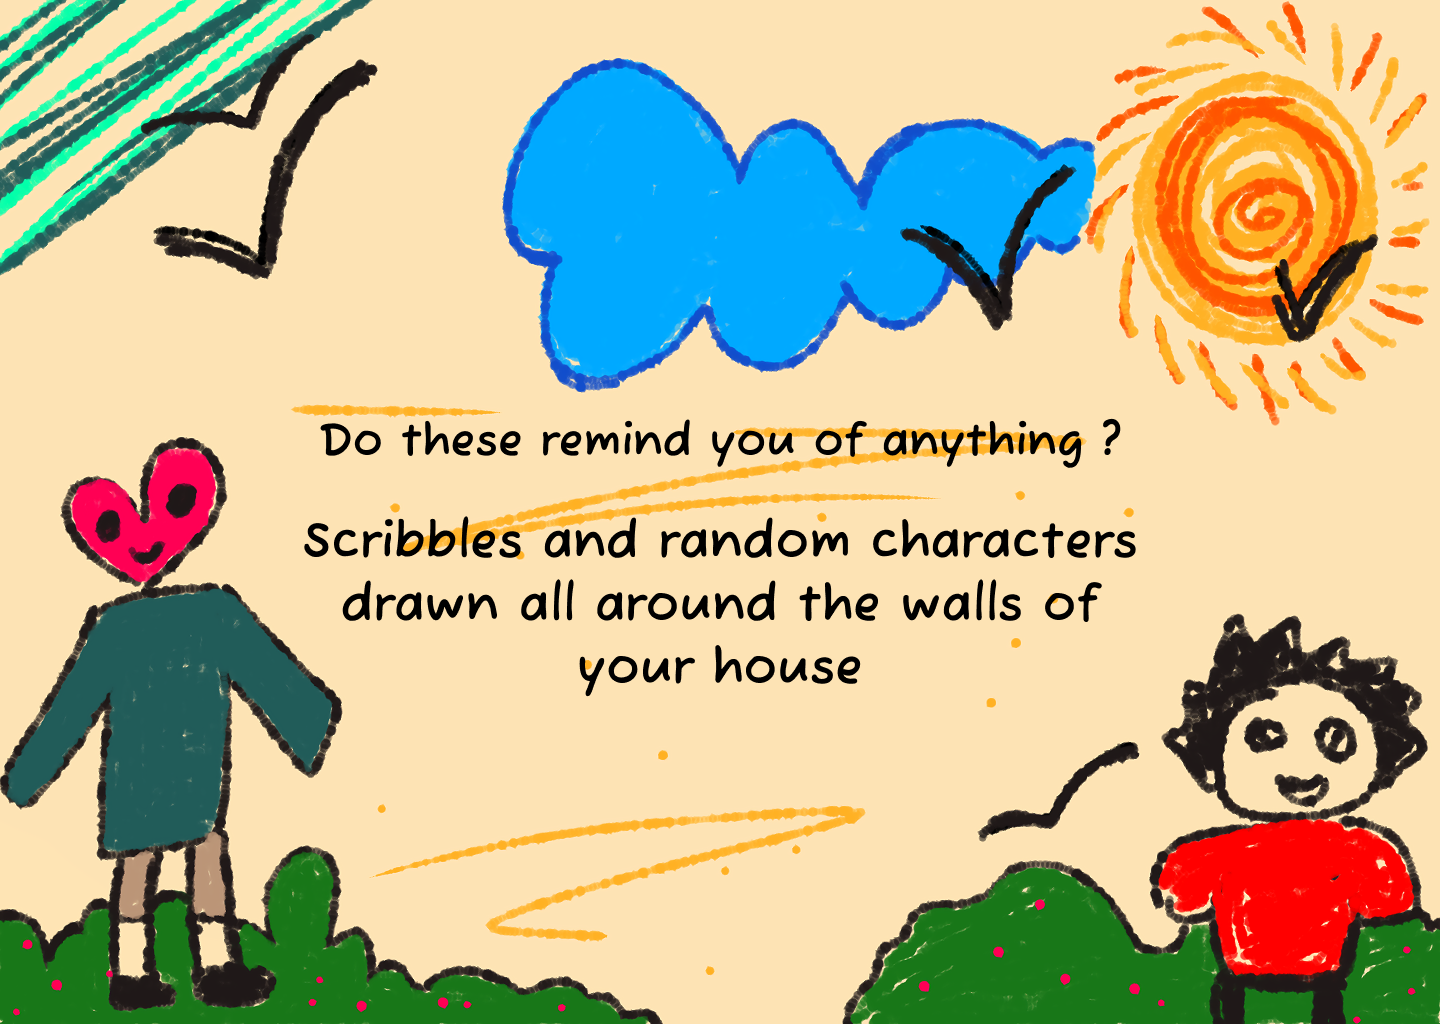 Do these remind you of anything ?
Scribbles and random characters
drawn all around the walls of
your house